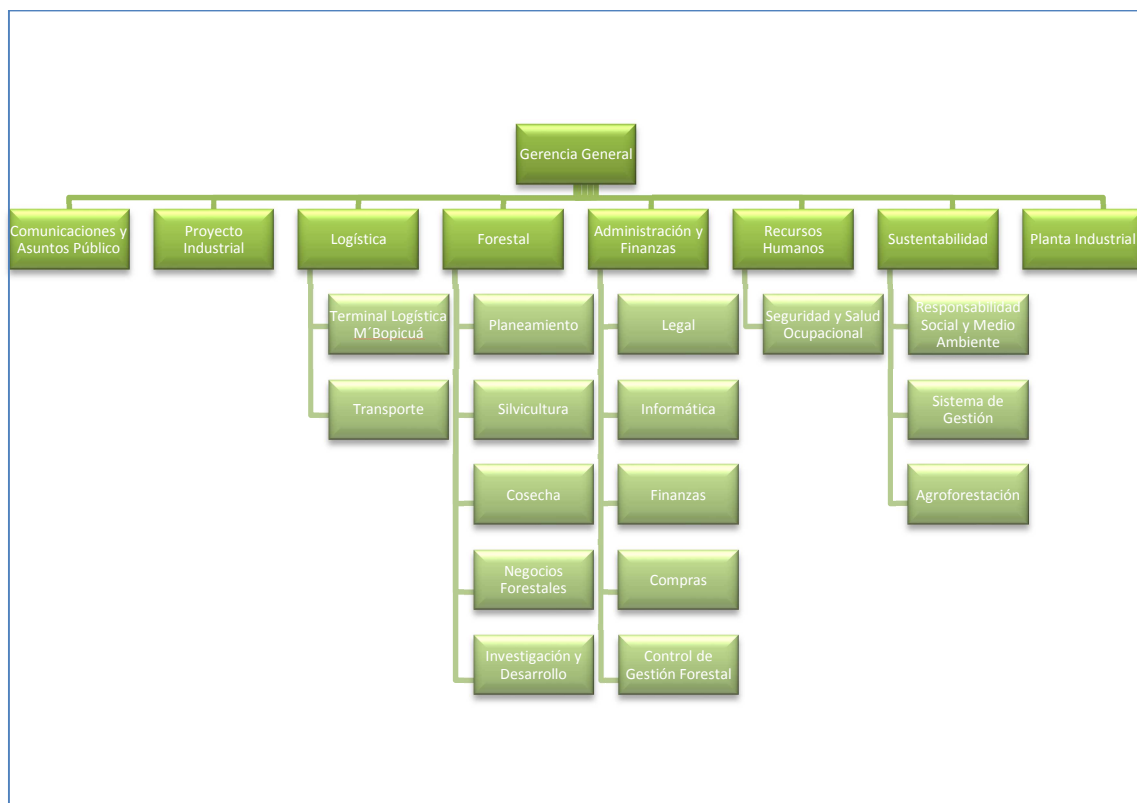 Gerencia General
Comunicaciones y
Asuntos Público
Proyecto
Industrial
Logística
Forestal
Administración y
Finanzas
Recursos
Humanos
Sustentabilidad
Planta Industrial
Terminal Logística
M´Bopicuá
Transporte
Planeamiento
Silvicultura
Cosecha
Negocios
Forestales
Investigación y
Desarrollo
Legal
Informática
Finanzas
Compras
Control de
Gestión Forestal
Seguridad y Salud
Ocupacional
Responsabilidad
Social y Medio
Ambiente
Sistema de
Gestión
Agroforestación